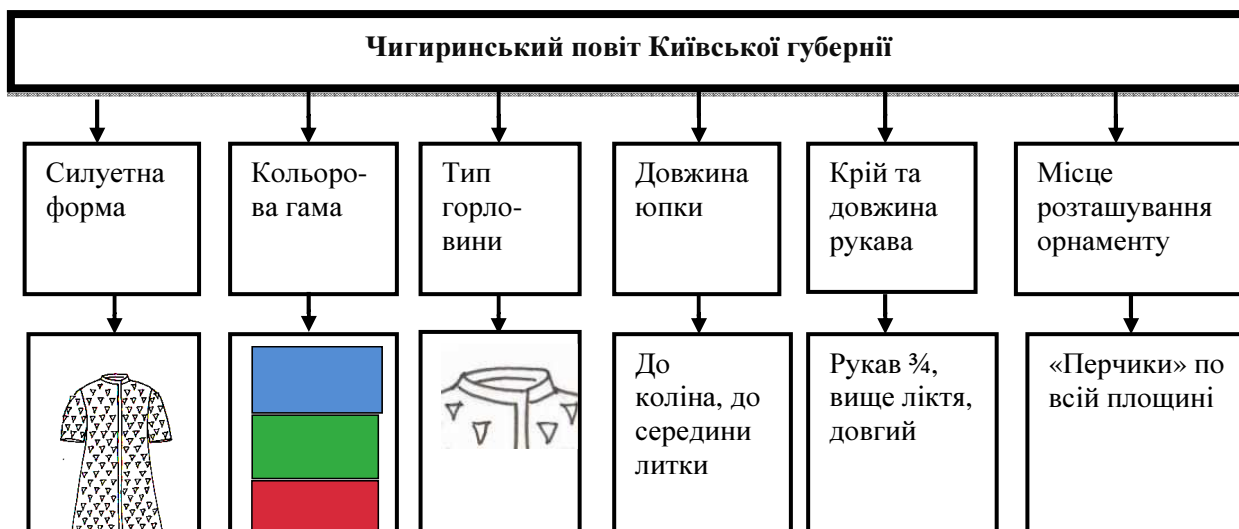 Чигиринський повіт Київської губернії
Силуетна
форма
Кольоро-
ва гама
Тип
горло-
вини
Довжина
юпки
Крій та
довжина
рукава
Місце
розташування
орнаменту
До
коліна, до
середини
литки
Рукав ¾,
вище ліктя,
довгий
«Перчики» по
всій площині